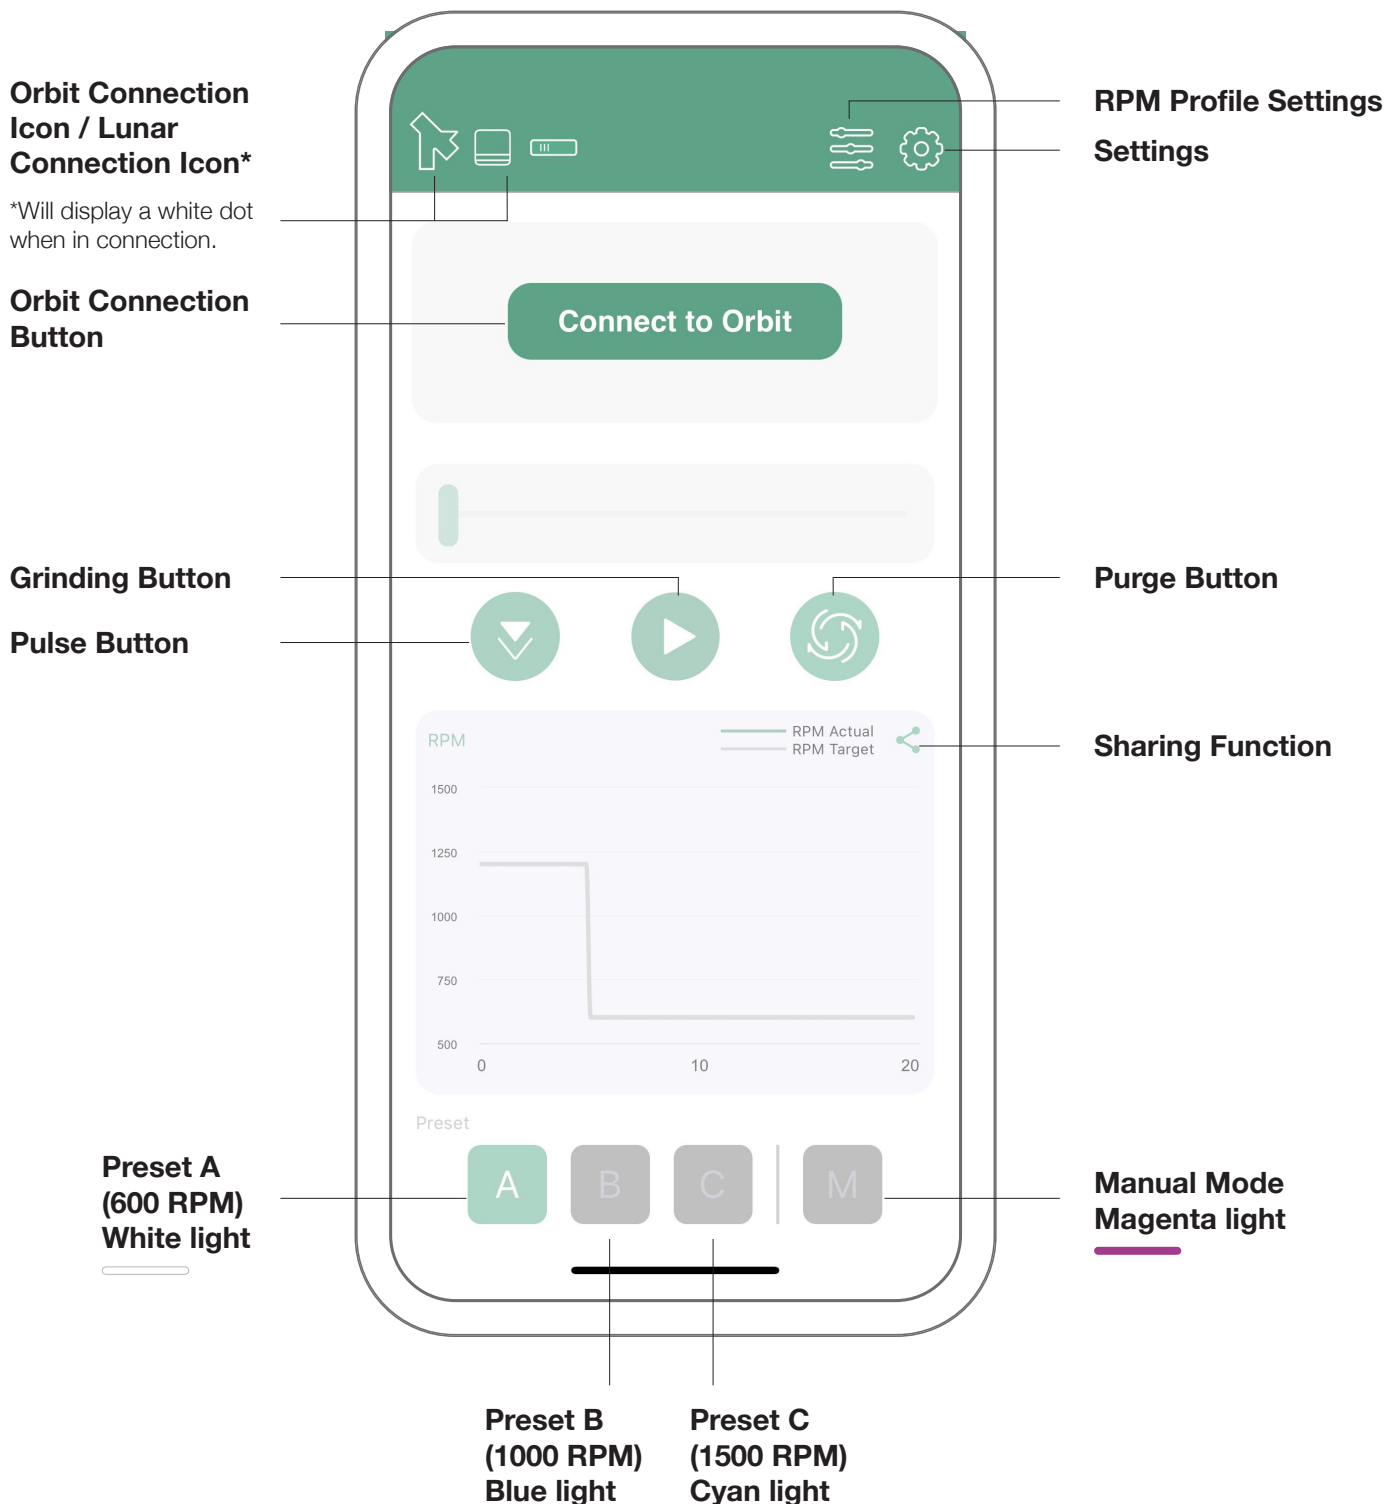 Orbit Connection
Icon / Lunar
Connection Icon*
*Will display a white dot
when in connection.
RPM Profile Settings
Settings
Orbit Connection
Button
Connect to Orbit
Grinding Button
Pulse Button
Purge Button
RPM
RPM Actual
RPM Target
Sharing Function
1500
1250
1000
750
500
0
10
20
Preset
A
B
C
M
Preset A
(600 RPM)
White light
Manual Mode
Magenta light
Preset B
(1000 RPM)
Blue light
Preset C
(1500 RPM)
Cyan light